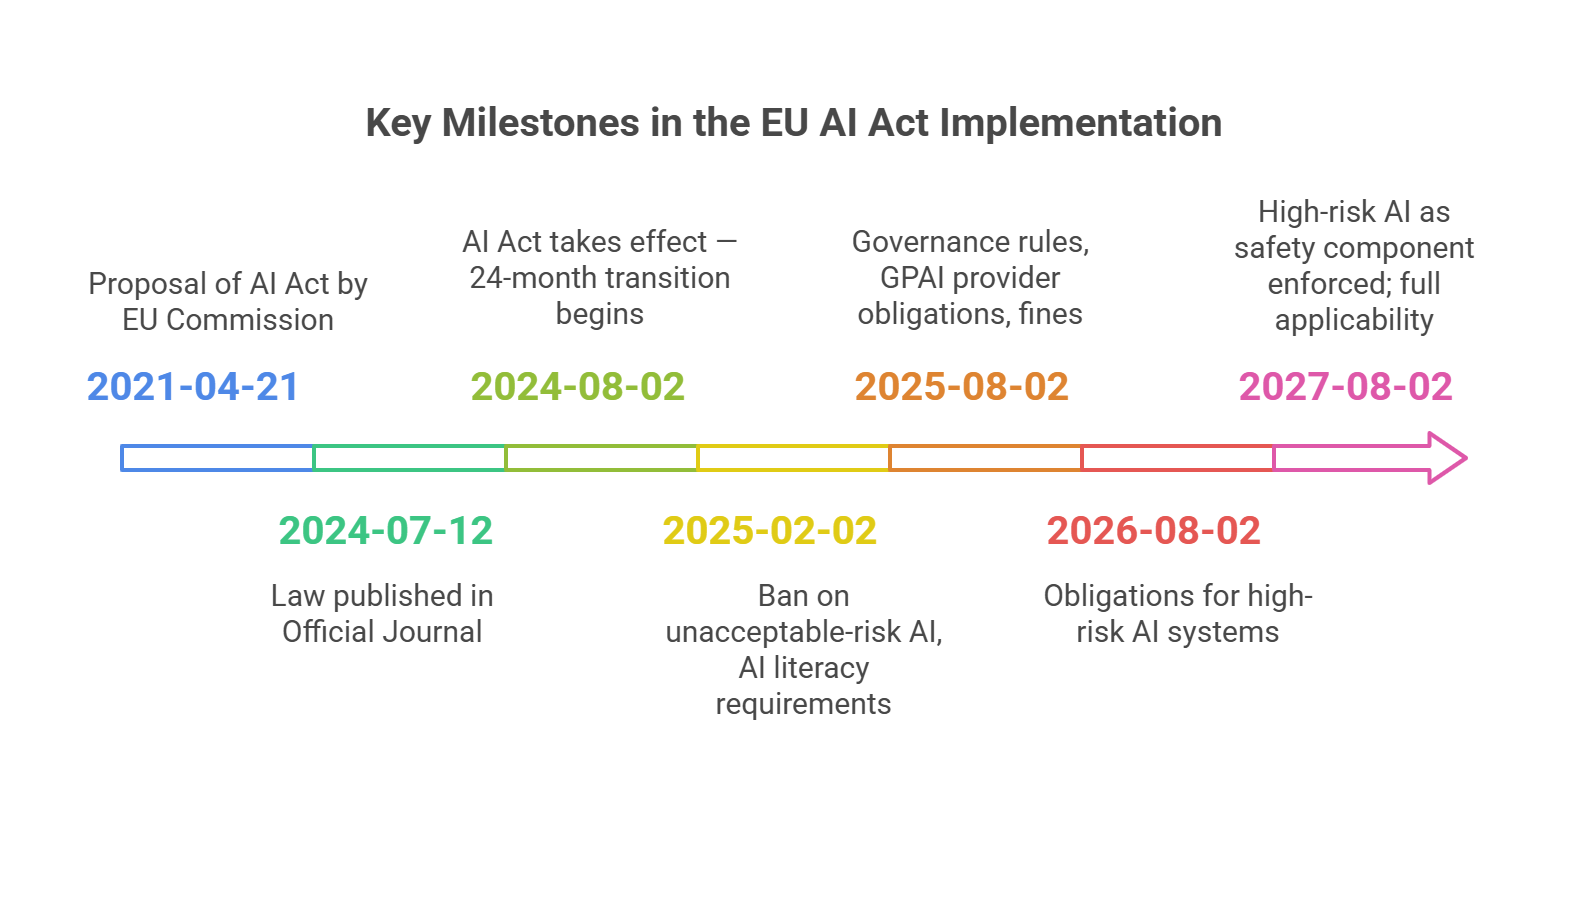 Key Milestones in the EU AI Act Implementation
Proposal of AI Act by
EU Commission
2021-04-21
2024-07-12
Law published in
Official Journal
AI Act takes effect —
24-month transition
begins
2024-08-02
2025-02-02
Ban on
unacceptable-risk AI,
AI literacy
requirements
Governance rules,
GPAI provider
obligations, fines
2025-08-02
2026-08-02
Obligations for high-
risk AI systems
High-risk AI as
safety component
enforced; full
applicability
2027-08-02